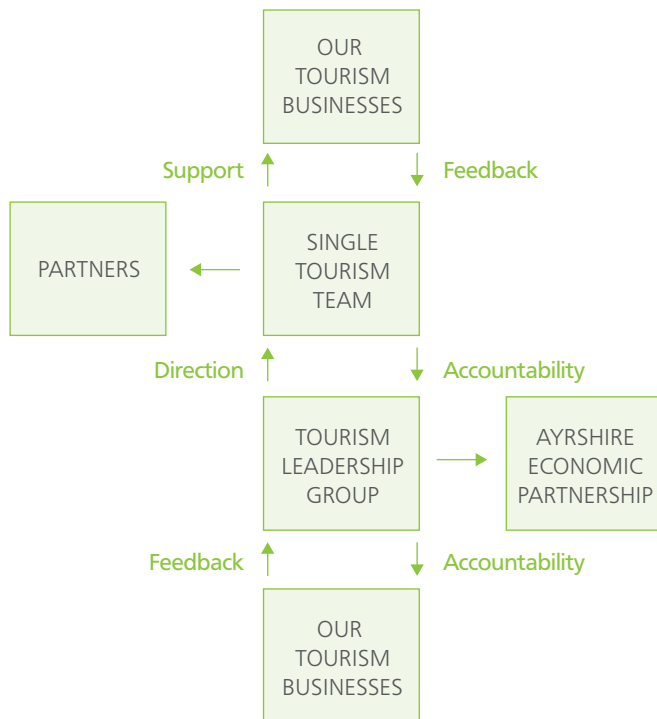 OUR
TOURISM
BUSINESSES
Support
Feedback
PARTNERS
SINGLE
TOURISM
TEAM
Direction
Accountability
TOURISM
LEADERSHIP
GROUP
AYRSHIRE
ECONOMIC
PARTNERSHIP
Feedback
Accountability
OUR
TOURISM
BUSINESSES